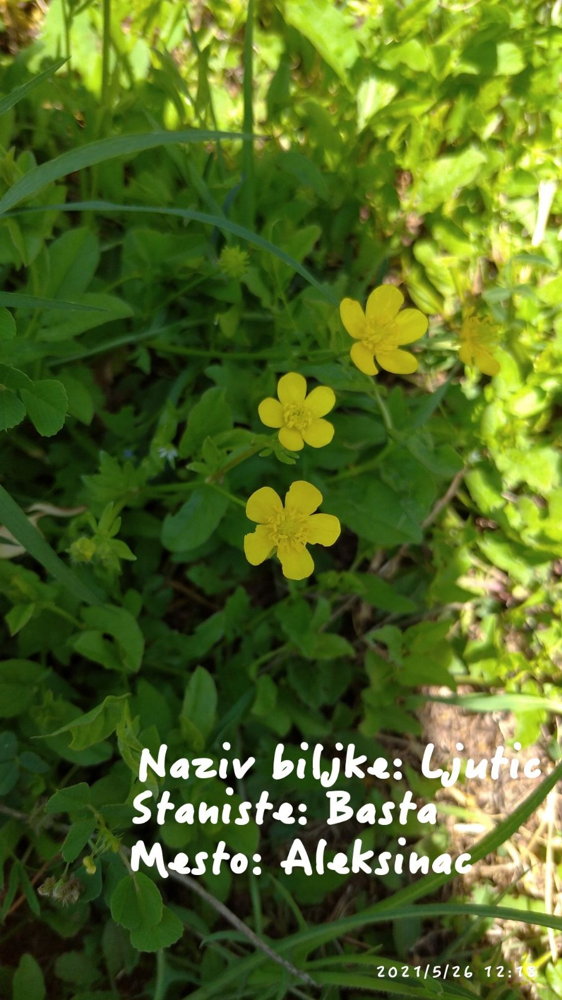 Naziv biljke: Ljutic
Staniste: Basta
Mesto: Aleksinac
2021/5/26 12:18